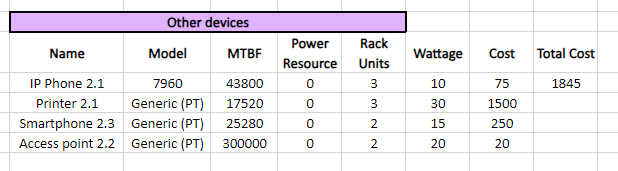 Other devices
Name Model MTBF Power Resource Rack Units Wattage Cost Total Cost
IP Phone 2.1 7960 43800 0 3 10 75 1845
Printer 2.1 Generic (PT) 17520 0 3 30 1500
Smartphone 2.3 Generic (PT) 25280 0 2 15 250
Access point 2.2 Generic (PT) 300000 0 2 20 20